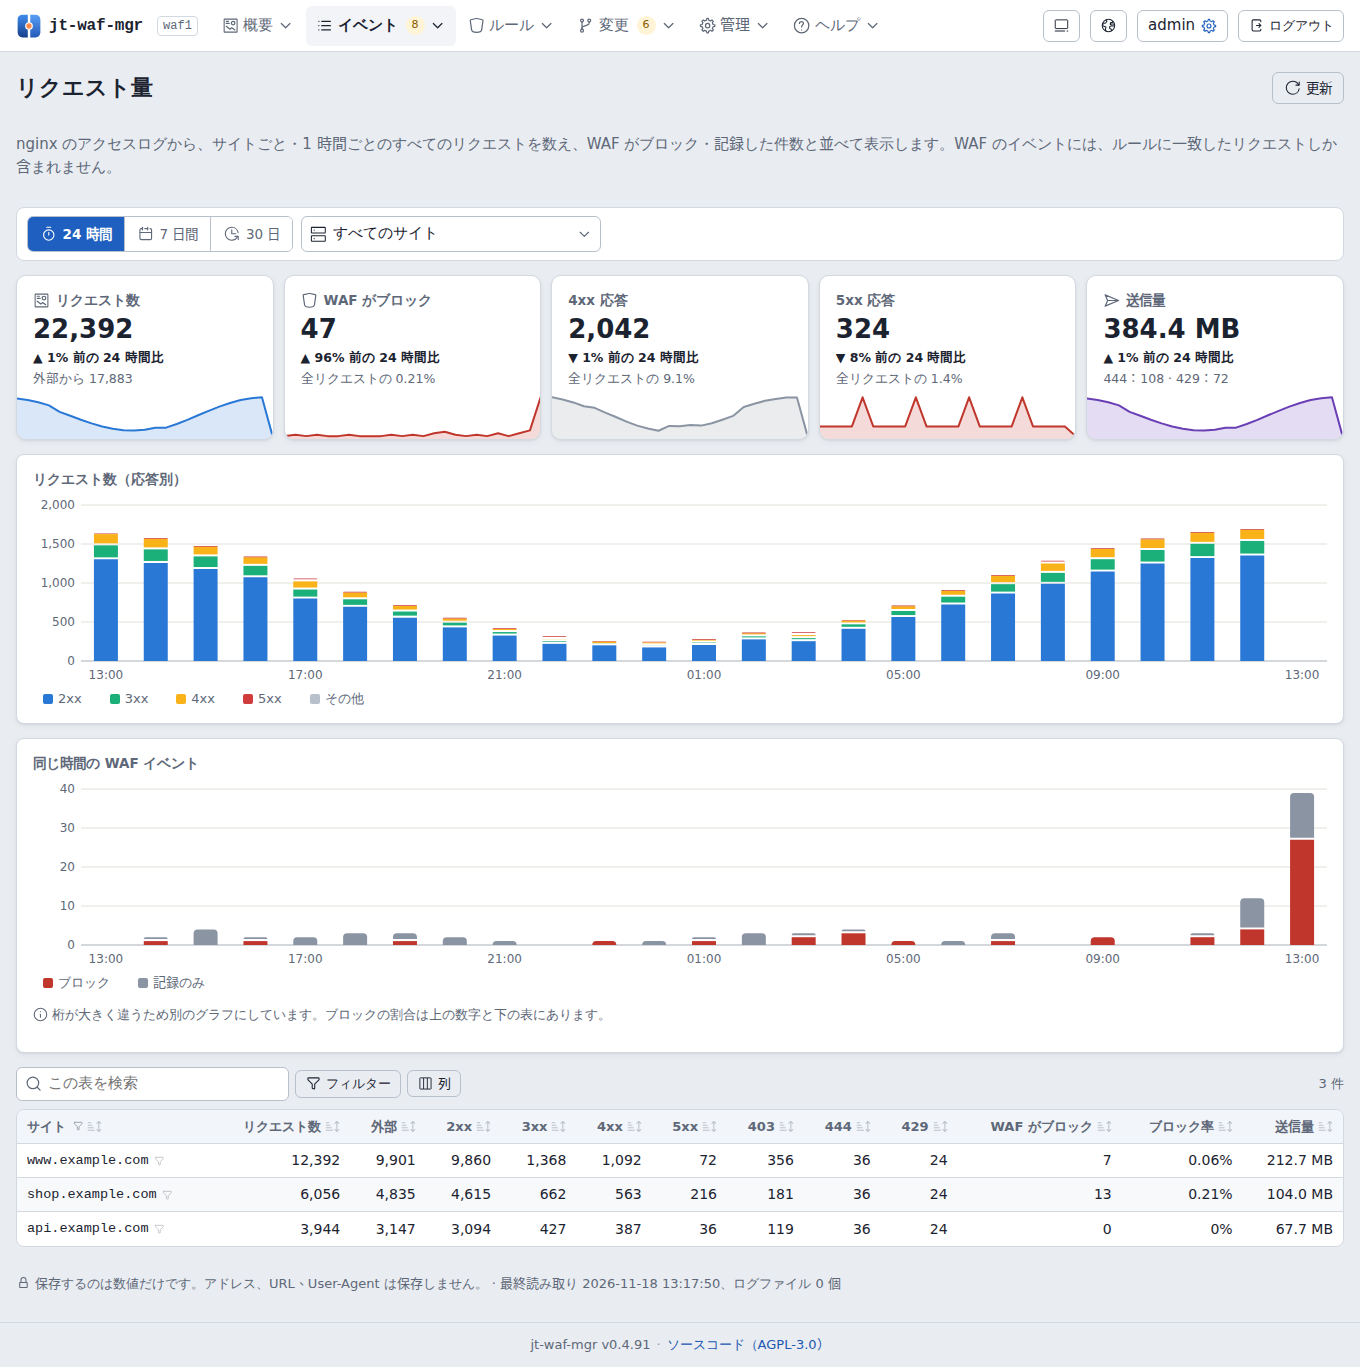 jt-waf-mgr waf1 概要 イベント 8 ルール 変更 6 管理 ヘルプ admin ログアウト
リクエスト量 更新
nginx のアクセスログから、サイトごと・1 時間ごとのすべてのリクエストを数え、WAF がブロック・記録した件数と並べて表示します。WAF のイベントには、ルールに一致したリクエストしか
含まれません。
24 時間 7 日間 30 日 すべてのサイト
リクエスト数 WAF がブロック 4xx 応答 5xx 応答 送信量
22,392 47 2,042 324 384.4 MB
▲ 1% 前の 24 時間比 ▲ 96% 前の 24 時間比 ▼ 1% 前の 24 時間比 ▼ 8% 前の 24 時間比 ▲ 1% 前の 24 時間比
外部から 17,883 全リクエストの 0.21% 全リクエストの 9.1% 全リクエストの 1.4% 444：108 · 429：72
リクエスト数（応答別）
2,000
1,500
1,000
500
0
13:00 17:00 21:00 01:00 05:00 09:00 13:00
2xx 3xx 4xx 5xx その他
同じ時間の WAF イベント
40
30
20
10
0
13:00 17:00 21:00 01:00 05:00 09:00 13:00
ブロック 記録のみ
桁が大きく違うため別のグラフにしています。ブロックの割合は上の数字と下の表にあります。
この表を検索 フィルター 列 3 件
サイト リクエスト数 外部 2xx 3xx 4xx 5xx 403 444 429 WAF がブロック ブロック率 送信量
www.example.com 12,392 9,901 9,860 1,368 1,092 72 356 36 24 7 0.06% 212.7 MB
shop.example.com 6,056 4,835 4,615 662 563 216 181 36 24 13 0.21% 104.0 MB
api.example.com 3,944 3,147 3,094 427 387 36 119 36 24 0 0% 67.7 MB
保存するのは数値だけです。アドレス、URL、User-Agent は保存しません。 · 最終読み取り 2026-11-18 13:17:50、ログファイル 0 個
jt-waf-mgr v0.4.91 · ソースコード（AGPL-3.0）